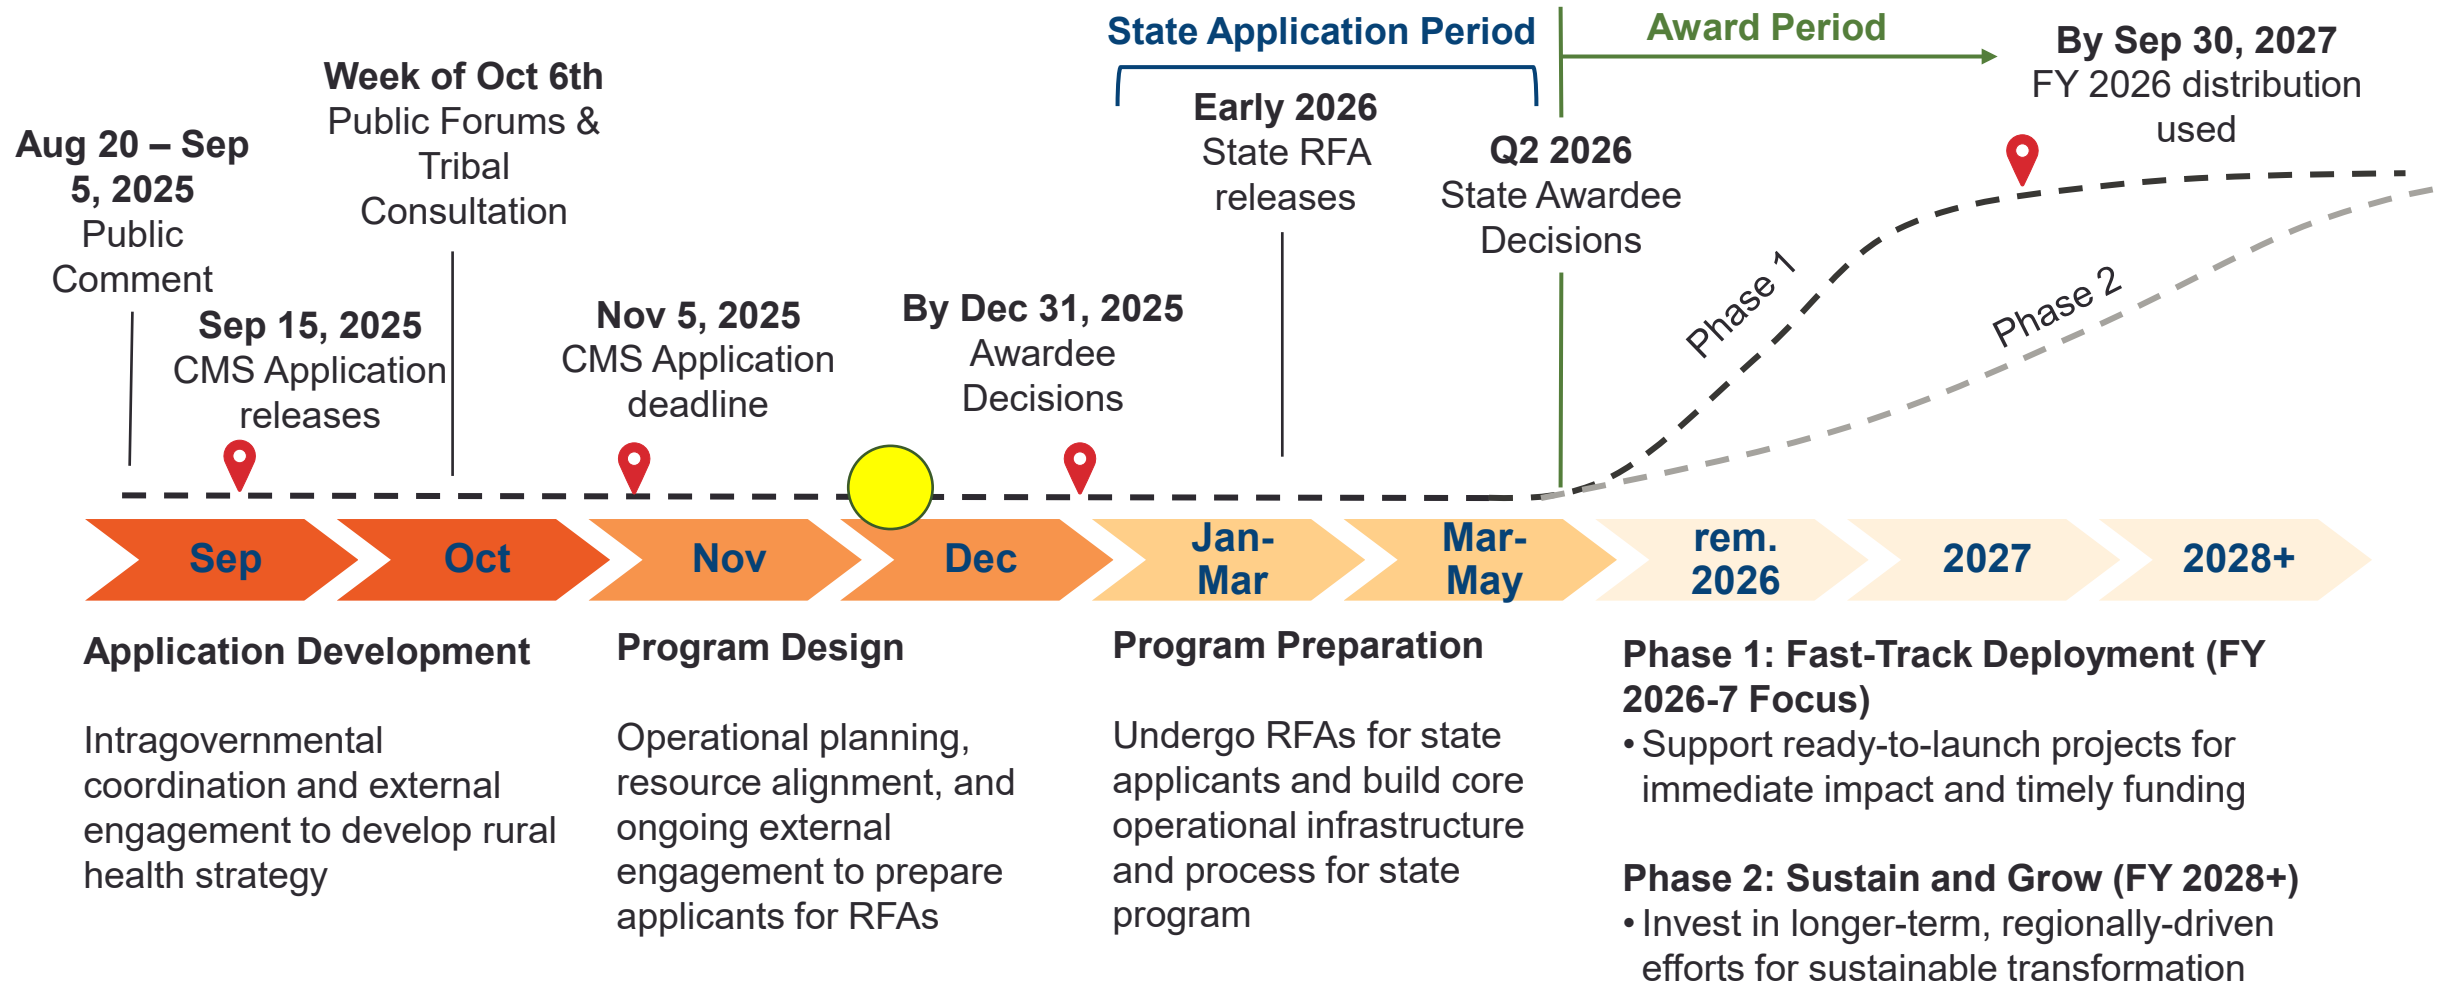 State Application Period
Award Period
Aug 20 – Sep
5, 2025
Public
Comment
Sep 15, 2025
CMS Application
releases
Week of Oct 6th
Public Forums &
Tribal
Consultation
Nov 5, 2025
CMS Application
deadline
By Dec 31, 2025
Awardee
Decisions
Early 2026
State RFA
releases
Q2 2026
State Awardee
Decisions
By Sep 30, 2027
FY 2026 distribution
used
Phase 1
Phase 2
Sep
Oct
Nov
Dec
Jan-
Mar
Mar-
May
rem.
2026
2027
2028+
Application Development
Intragovernmental
coordination and external
engagement to develop rural
health strategy
Program Design
Operational planning,
resource alignment, and
ongoing external
engagement to prepare
applicants for RFAs
Program Preparation
Undergo RFAs for state
applicants and build core
operational infrastructure
and process for state
program
Phase 1: Fast-Track Deployment (FY
2026-7 Focus)
• Support ready-to-launch projects for
immediate impact and timely funding
Phase 2: Sustain and Grow (FY 2028+)
• Invest in longer-term, regionally-driven
efforts for sustainable transformation